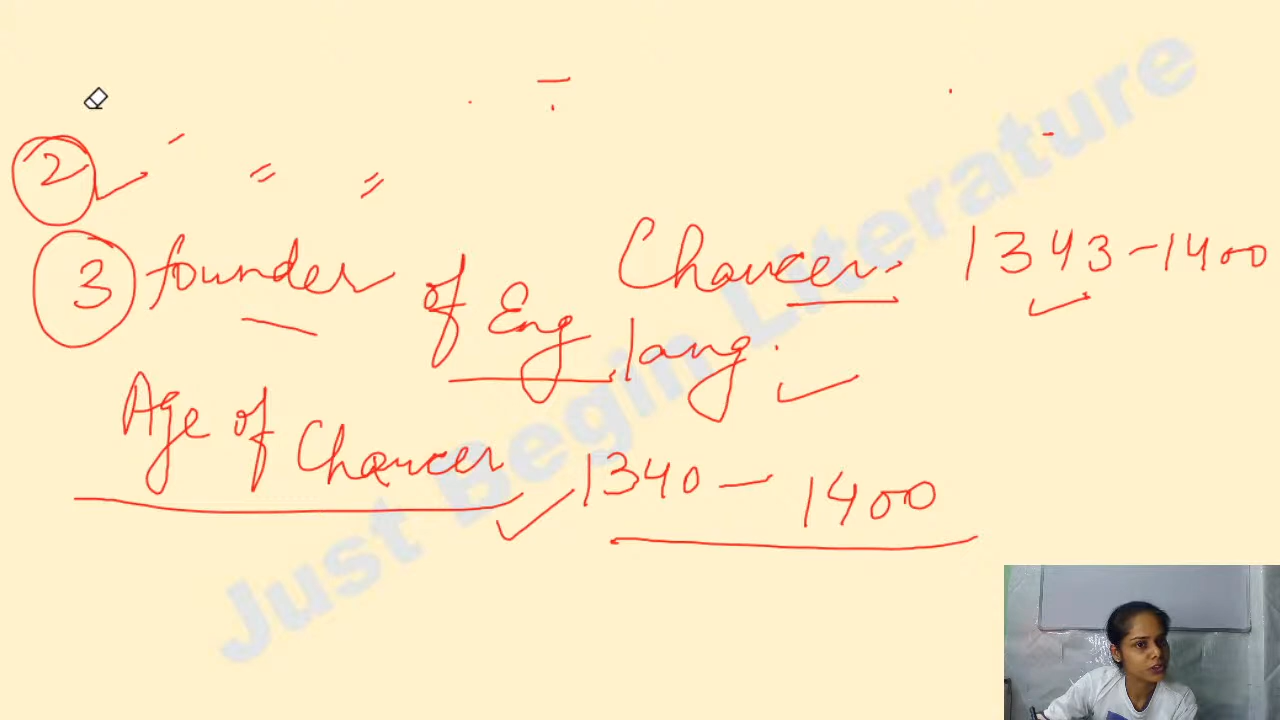 2 " "
3 founder of Eng lang.
Chaucer. 1343-1400
Age of Chaucer 1340 - 1400
Just Begin Literature